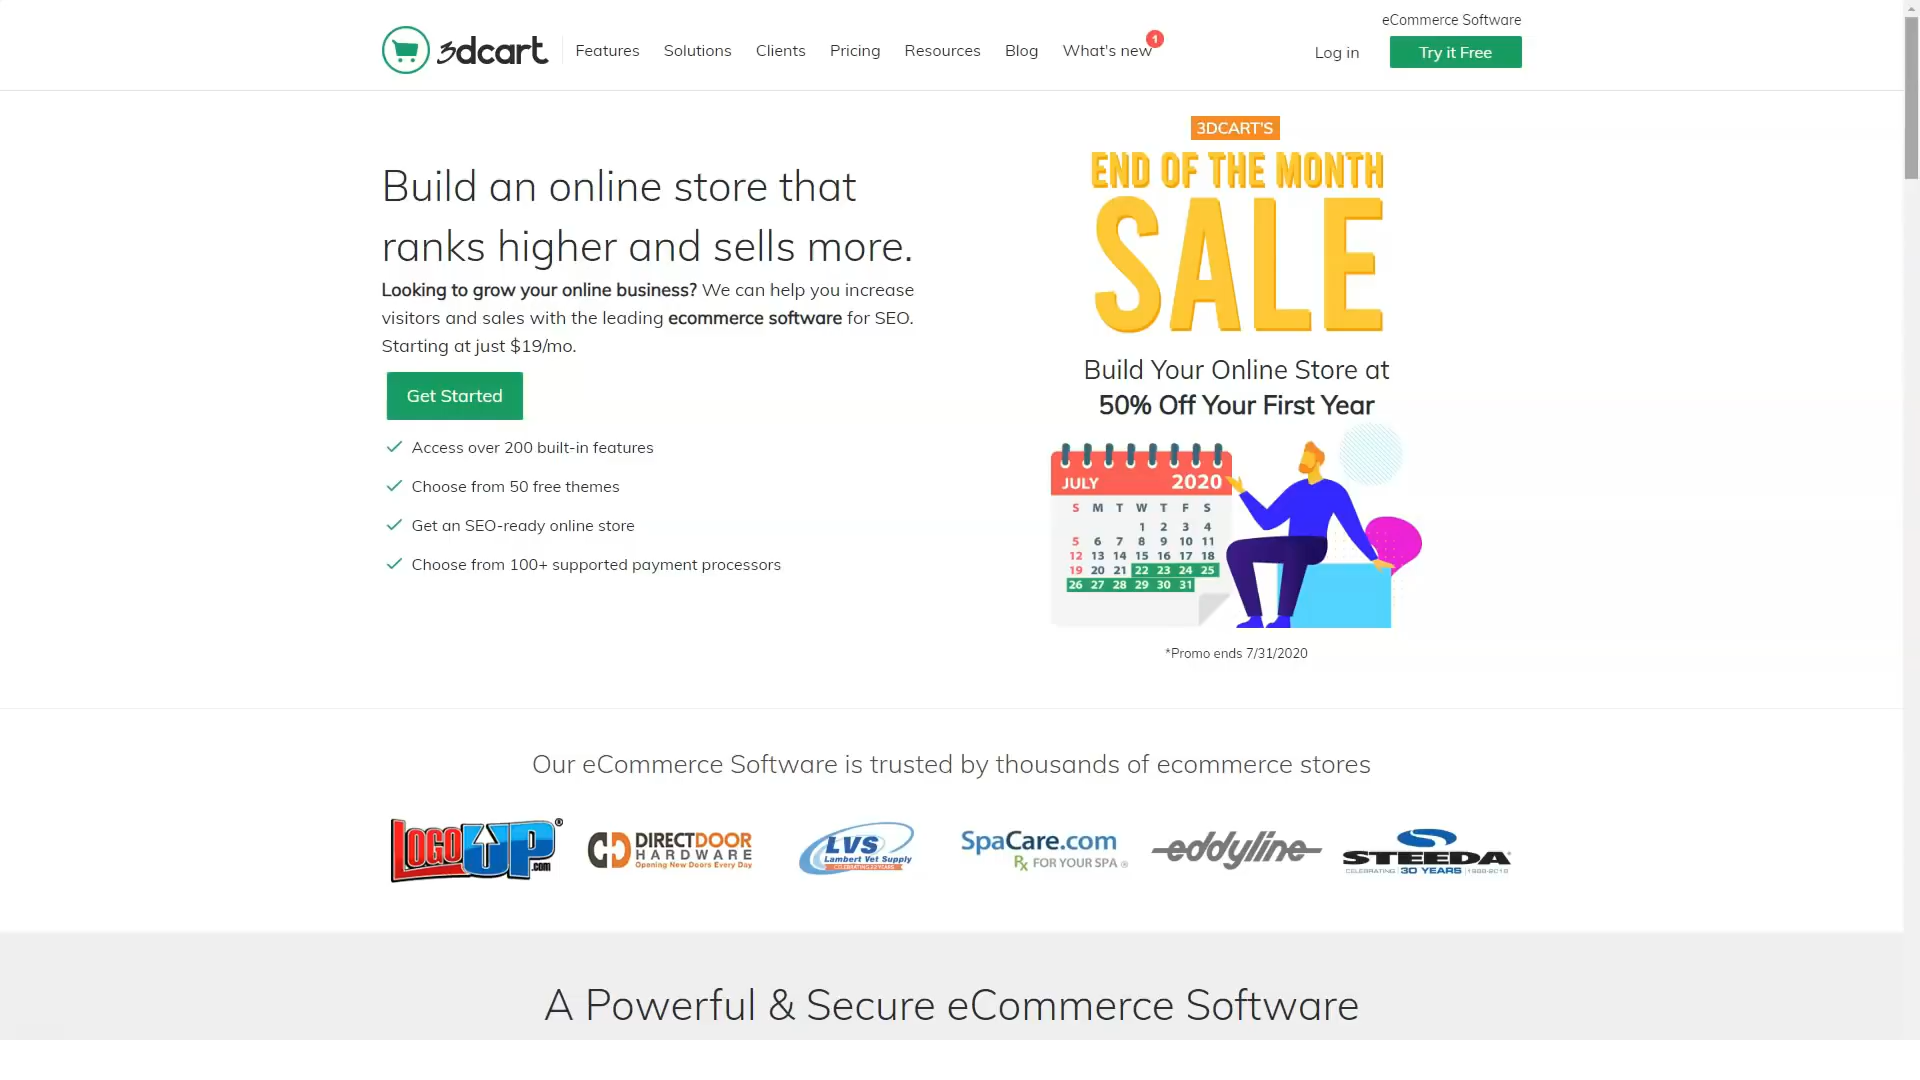 eCommerce Software
3dcart
Features
Solutions
Clients
Pricing
Resources
Blog
What's new
1
Log in
Try it Free
Build an online store that
ranks higher and sells more.
Looking to grow your online business? We can help you increase
visitors and sales with the leading ecommerce software for SEO.
Starting at just $19/mo.
Get Started
Access over 200 built-in features
Choose from 50 free themes
Get an SEO-ready online store
Choose from 100+ supported payment processors
3DCART'S
END OF THE MONTH
SALE
Build Your Online Store at
50% Off Your First Year
JULY 2020
S M T W T F S
1 2 3 4
5 6 7 8 9 10 11
12 13 14 15 16 17 18
19 20 21 22 23 24 25
26 27 28 29 30 31
*Promo ends 7/31/2020
Our eCommerce Software is trusted by thousands of ecommerce stores
LOGO UP .com ®
DIRECTDOOR
HARDWARE
Opening New Doors Every Day
LVS
Lambert Vet Supply
SpaCare.com
Rx FOR YOUR SPA ®
eddyline
STEEDA
CELEBRATING 30 YEARS 1988-2018
A Powerful & Secure eCommerce Software